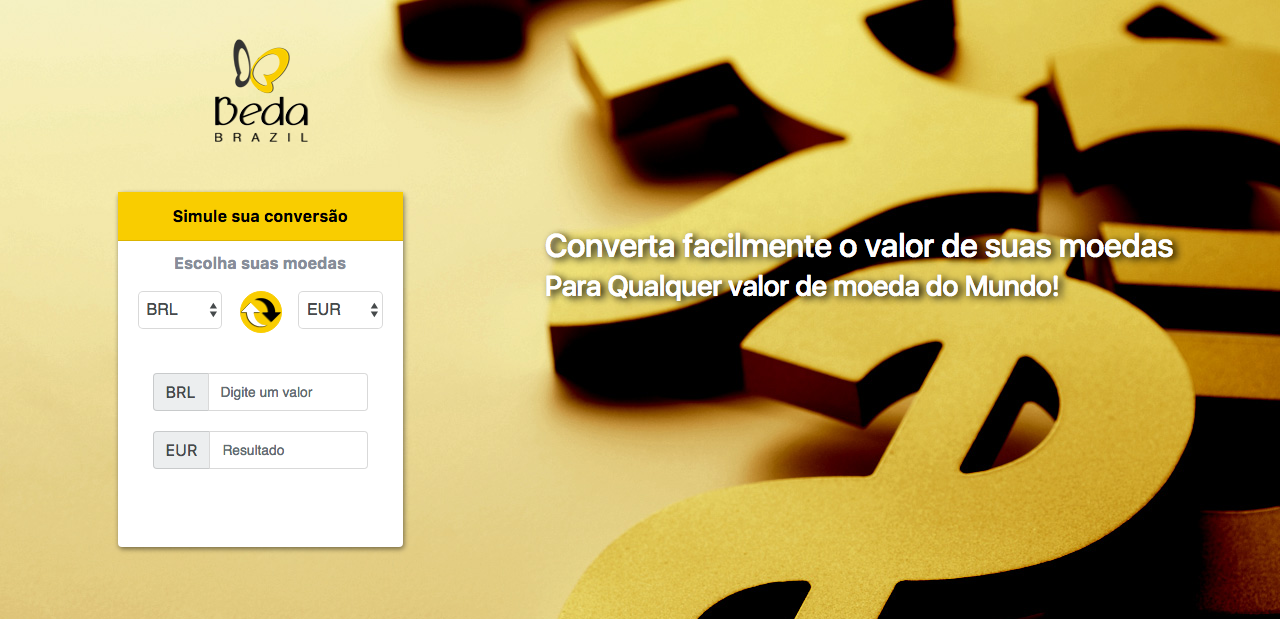 Beda
BRAZIL
Simule sua conversão
Escolha suas moedas
BRL
EUR
BRL
Digite um valor
EUR
Resultado
Converta facilmente o valor de suas moedas
Para Qualquer valor de moeda do Mundo!